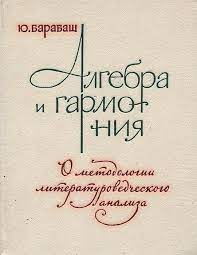 Ю. БАРАБАШ
Алгебра
и гармо-
ния
О методологии
литературоведческого
анализа